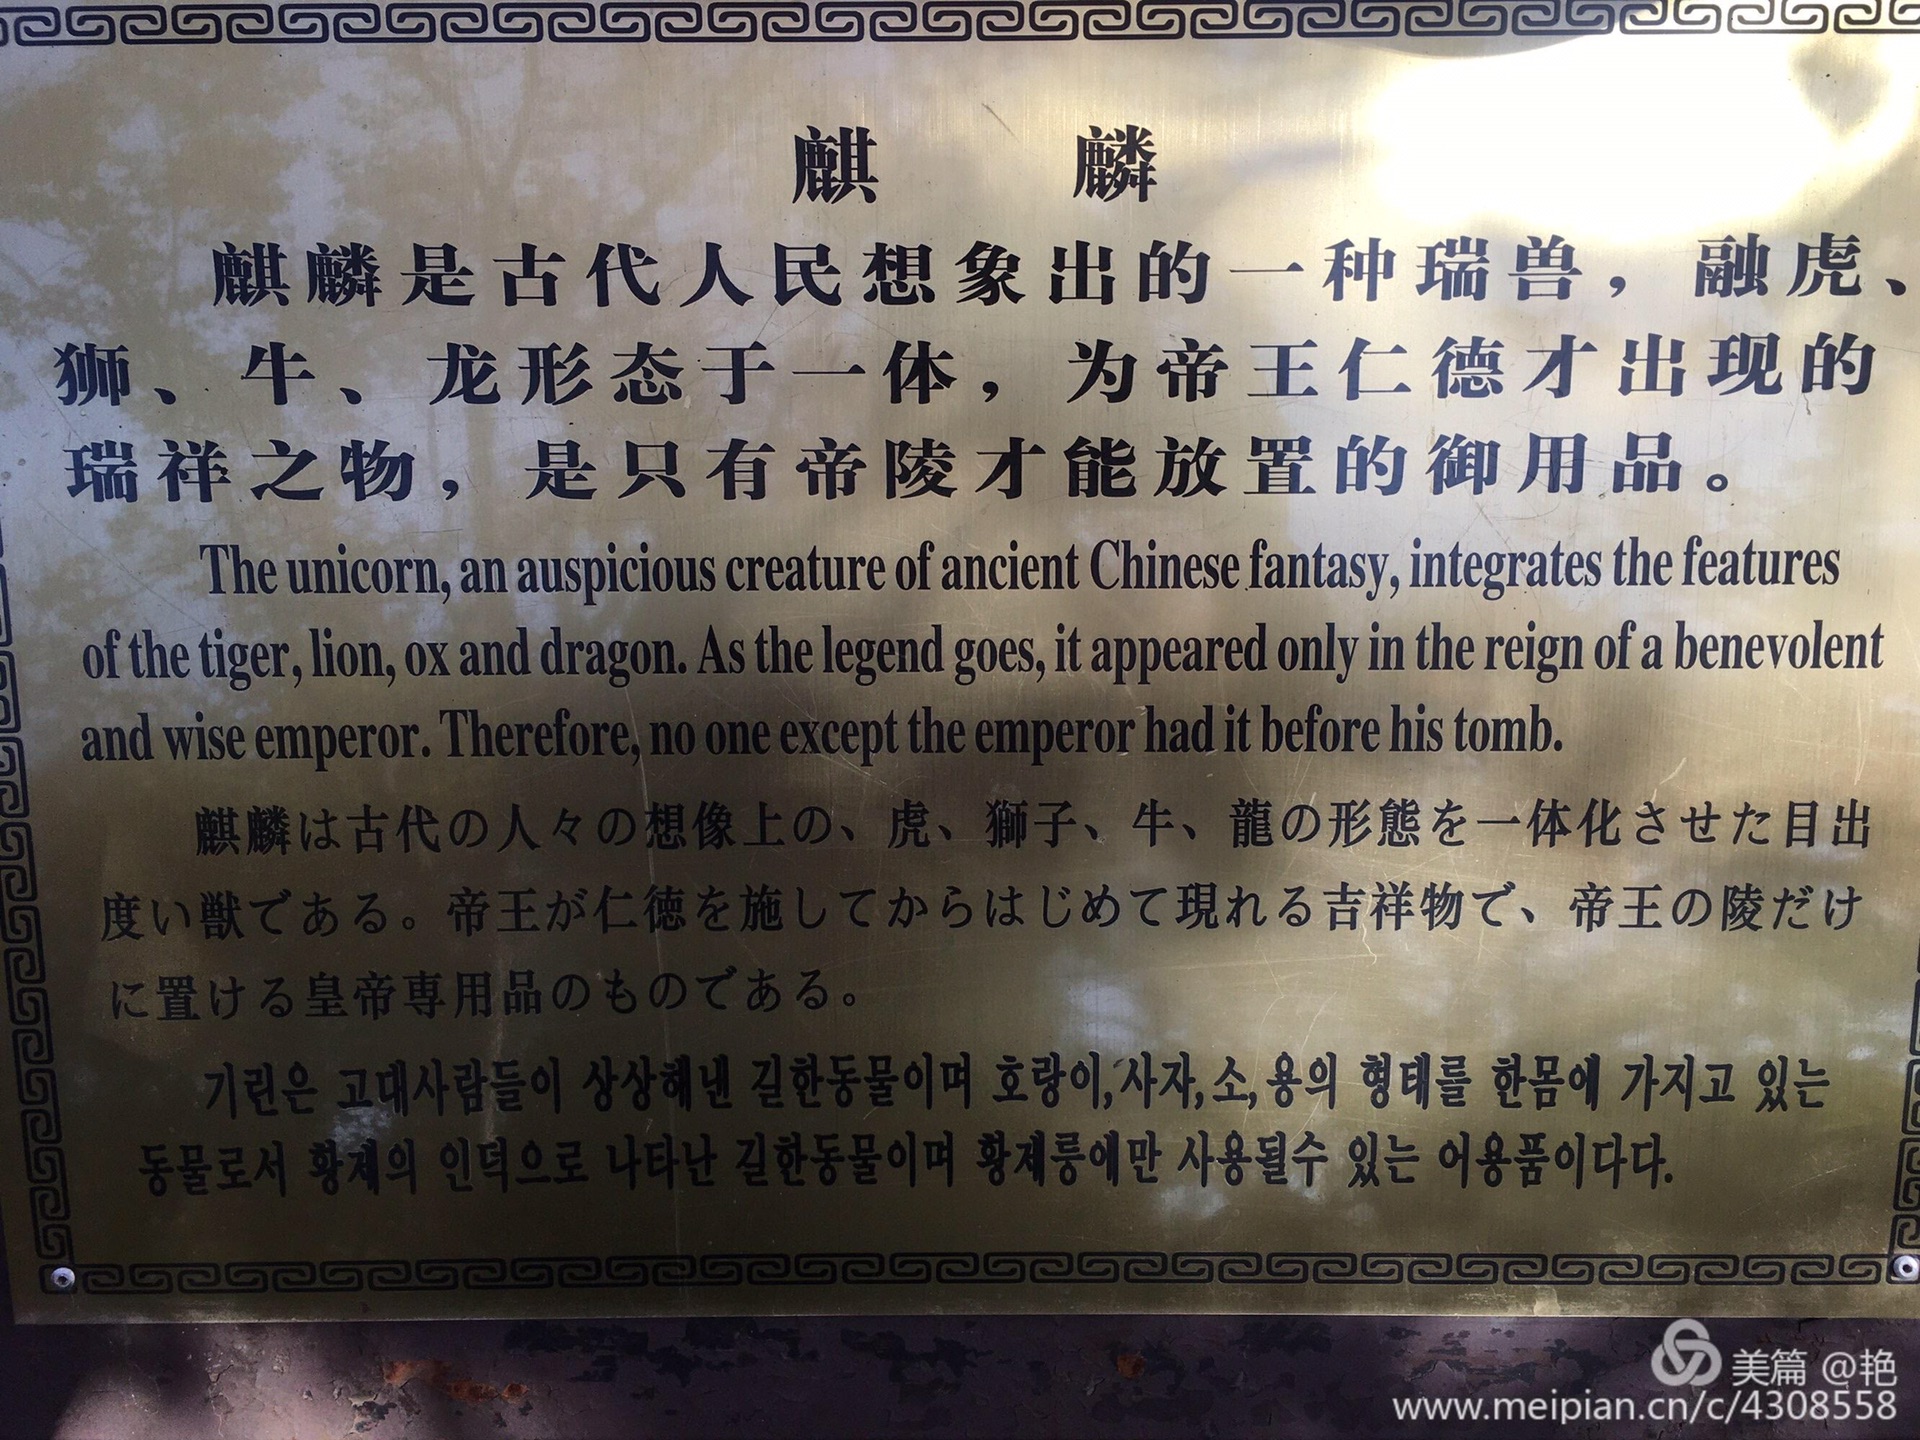 麒 麟
麒麟是古代人民想象出的一种瑞兽，融虎、
狮、牛、龙形态于一体，为帝王仁德才出现的
瑞祥之物，是只有帝陵才能放置的御用品。
The unicorn, an auspicious creature of ancient Chinese fantasy, integrates the features
of the tiger, lion, ox and dragon. As the legend goes, it appeared only in the reign of a benevolent
and wise emperor. Therefore, no one except the emperor had it before his tomb.
麒麟は古代の人々の想像上の、虎、獅子、牛、龍の形態を一体化させた目出
度い獣である。帝王が仁徳を施してからはじめて現れる吉祥物で、帝王の陵だけ
に置ける皇帝専用品のものである。
기린은 고대사람들이 상상해낸 길한동물이며 호랑이,사자,소,용의 형태를 한몸에 가지고 있는
동물로서 황제의 인덕으로 나타난 길한동물이며 황제릉에만 사용될수 있는 어용품이다다.
美篇 @艳
www.meipian.cn/c/4308558